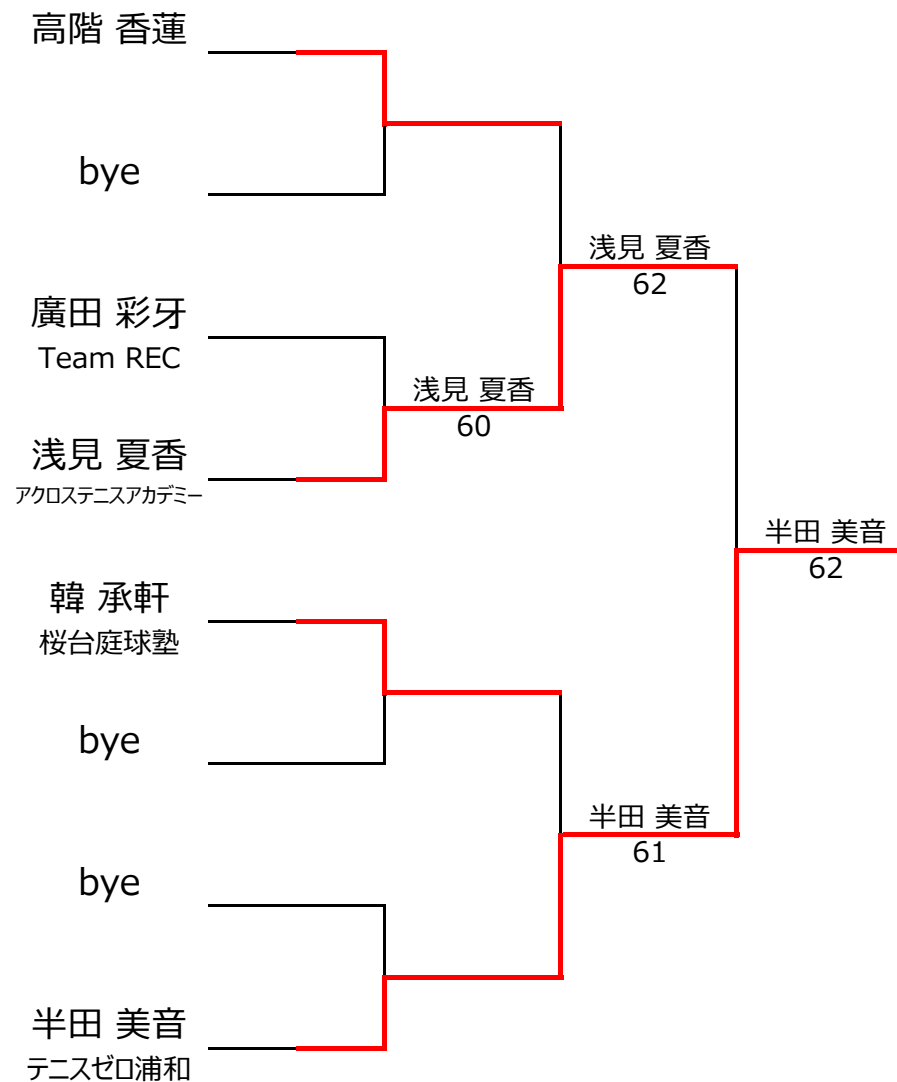 高階 香蓮
bye
廣田 彩牙
Team REC
浅見 夏香
アクロステニスアカデミー
韓 承軒
桜台庭球塾
bye
bye
半田 美音
テニスゼロ浦和
浅見 夏香
60
浅見 夏香
62
半田 美音
61
半田 美音
62